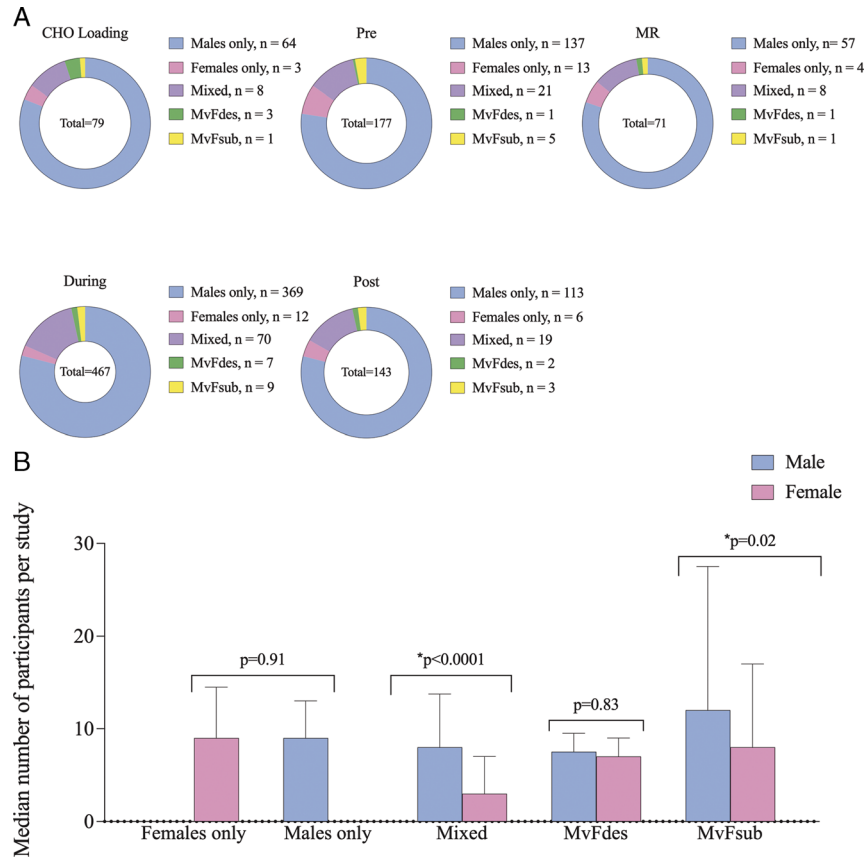 A
CHO Loading
Males only, n = 64
Females only, n = 3
Mixed, n = 8
MvFdes, n = 3
MvFsub, n = 1
Total=79
Pre
Males only, n = 137
Females only, n = 13
Mixed, n = 21
MvFdes, n = 1
MvFsub, n = 5
Total=177
MR
Males only, n= 57
Females only, n = 4
Mixed, n = 8
MvFdes, n = 1
MvFsub, n = 1
Total=71
During
Males only, n = 369
Females only, n = 12
Mixed, n = 70
MvFdes, n = 7
MvFsub, n = 9
Total=467
Post
Males only, n = 113
Females only, n = 6
Mixed, n = 19
MvFdes, n = 2
MvFsub, n = 3
Total=143
B
Male
Female
Median number of participants per study
30
20
10
0
p=0.91
*p<0.0001
p=0.83
*p=0.02
Females only
Males only
Mixed
MvFdes
MvFsub